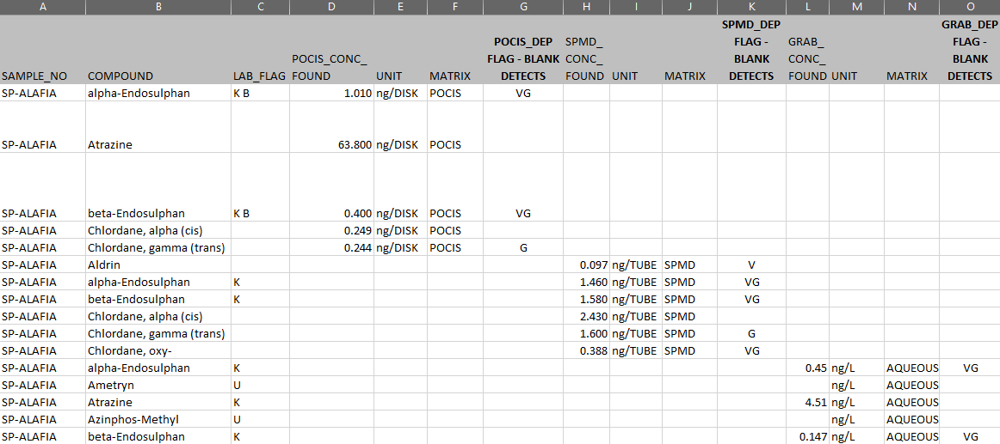 A B C D E F G H I J K L M N O
SPMD_DEP GRAB_DEP
POCIS_DEP SPMD_ FLAG - GRAB_ FLAG -
POCIS_CONC_ FLAG - BLANK CONC_ BLANK CONC_ BLANK
SAMPLE_NO COMPOUND LAB_FLAG FOUND UNIT MATRIX DETECTS FOUND UNIT MATRIX DETECTS FOUND UNIT MATRIX DETECTS
SP-ALAFIA alpha-Endosulphan K B 1.010 ng/DISK POCIS VG
SP-ALAFIA Atrazine 63.800 ng/DISK POCIS
SP-ALAFIA beta-Endosulphan K B 0.400 ng/DISK POCIS VG
SP-ALAFIA Chlordane, alpha (cis) 0.249 ng/DISK POCIS
SP-ALAFIA Chlordane, gamma (trans) 0.244 ng/DISK POCIS G
SP-ALAFIA Aldrin 0.097 ng/TUBE SPMD V
SP-ALAFIA alpha-Endosulphan K 1.460 ng/TUBE SPMD VG
SP-ALAFIA beta-Endosulphan K 1.580 ng/TUBE SPMD VG
SP-ALAFIA Chlordane, alpha (cis) 2.430 ng/TUBE SPMD
SP-ALAFIA Chlordane, gamma (trans) 1.600 ng/TUBE SPMD G
SP-ALAFIA Chlordane, oxy- 0.388 ng/TUBE SPMD VG
SP-ALAFIA alpha-Endosulphan K 0.45 ng/L AQUEOUS VG
SP-ALAFIA Ametryn U ng/L AQUEOUS
SP-ALAFIA Atrazine K 4.51 ng/L AQUEOUS
SP-ALAFIA Azinphos-Methyl U ng/L AQUEOUS
SP-ALAFIA beta-Endosulphan K 0.147 ng/L AQUEOUS VG